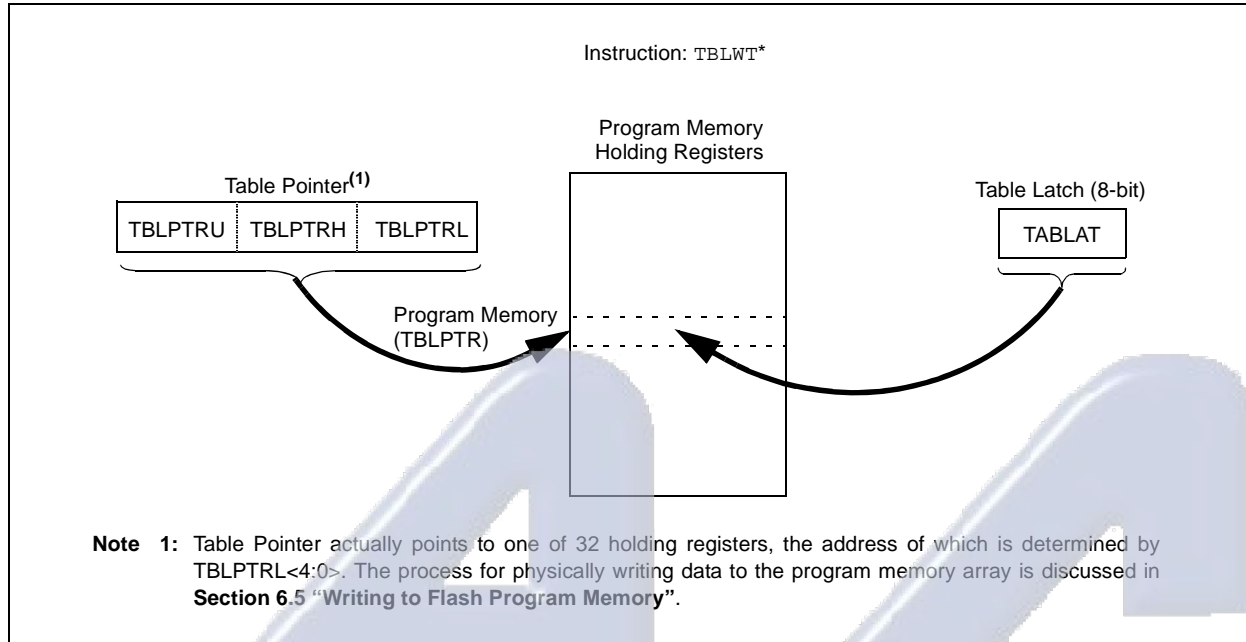 Instruction: TBLWT*
Program Memory
Holding Registers
Table Pointer(1)
Table Latch (8-bit)
TBLPTRU TBLPTRH TBLPTRL
TABLAT
Program Memory
(TBLPTR)
Note 1: Table Pointer actually points to one of 32 holding registers, the address of which is determined by
TBLPTRL<4:0>. The process for physically writing data to the program memory array is discussed in
Section 6.5 “Writing to Flash Program Memory”.